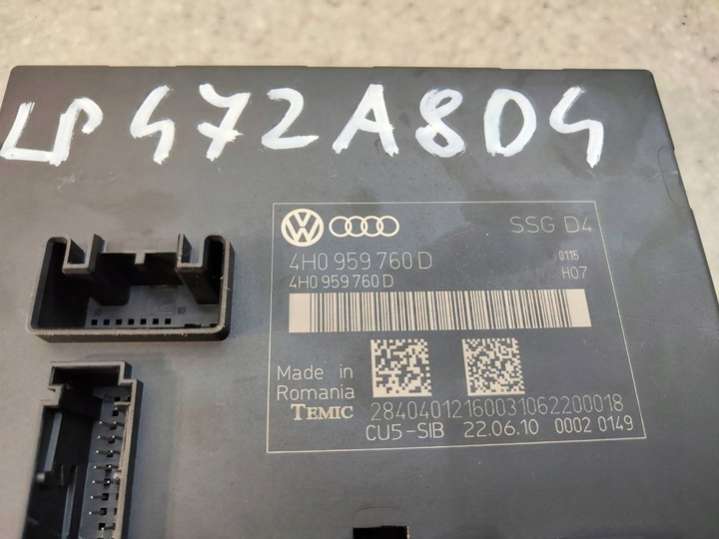 LP 472A8D4
SSG D4
4H0 959 760 D 0115
4H0 959 760 D H07
Made in
Romania
TEMIC 28404012160031062200018
CU5-SIB 22.06.10 0002 0149